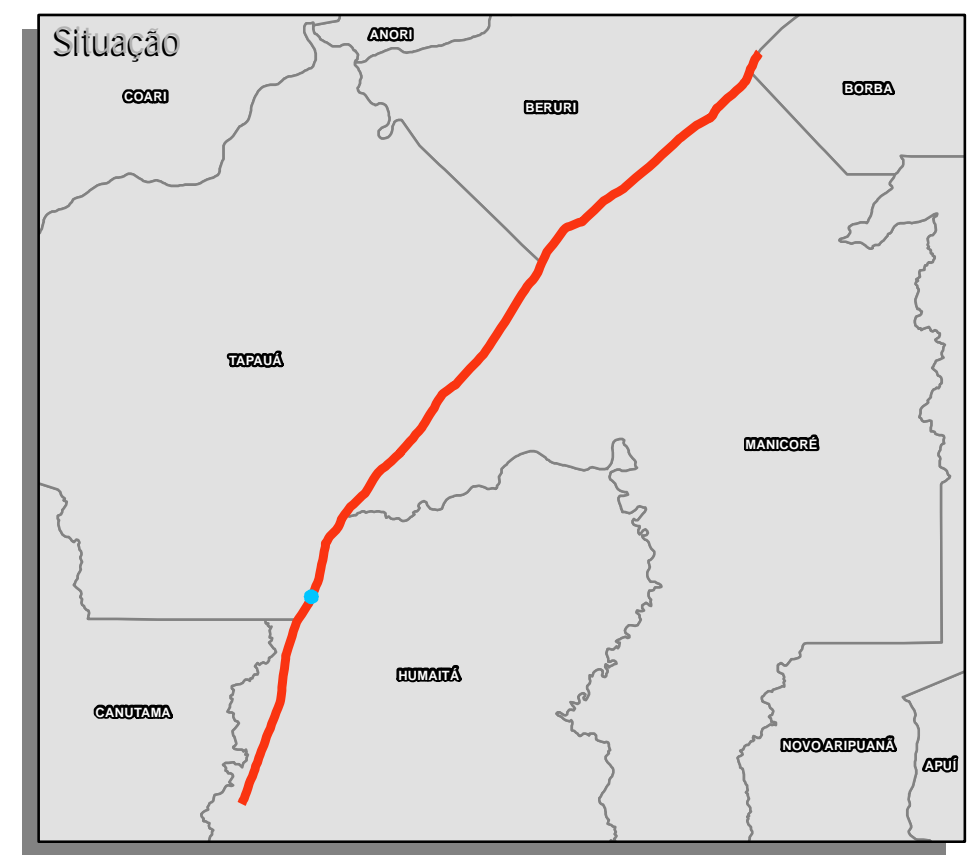 Situação
ANORI
COARI
BORBA
BERURI
TAPAUÁ
MANICORÉ
HUMAITÁ
CANUTAMA
NOVO ARIPUANÃ
APUÍ